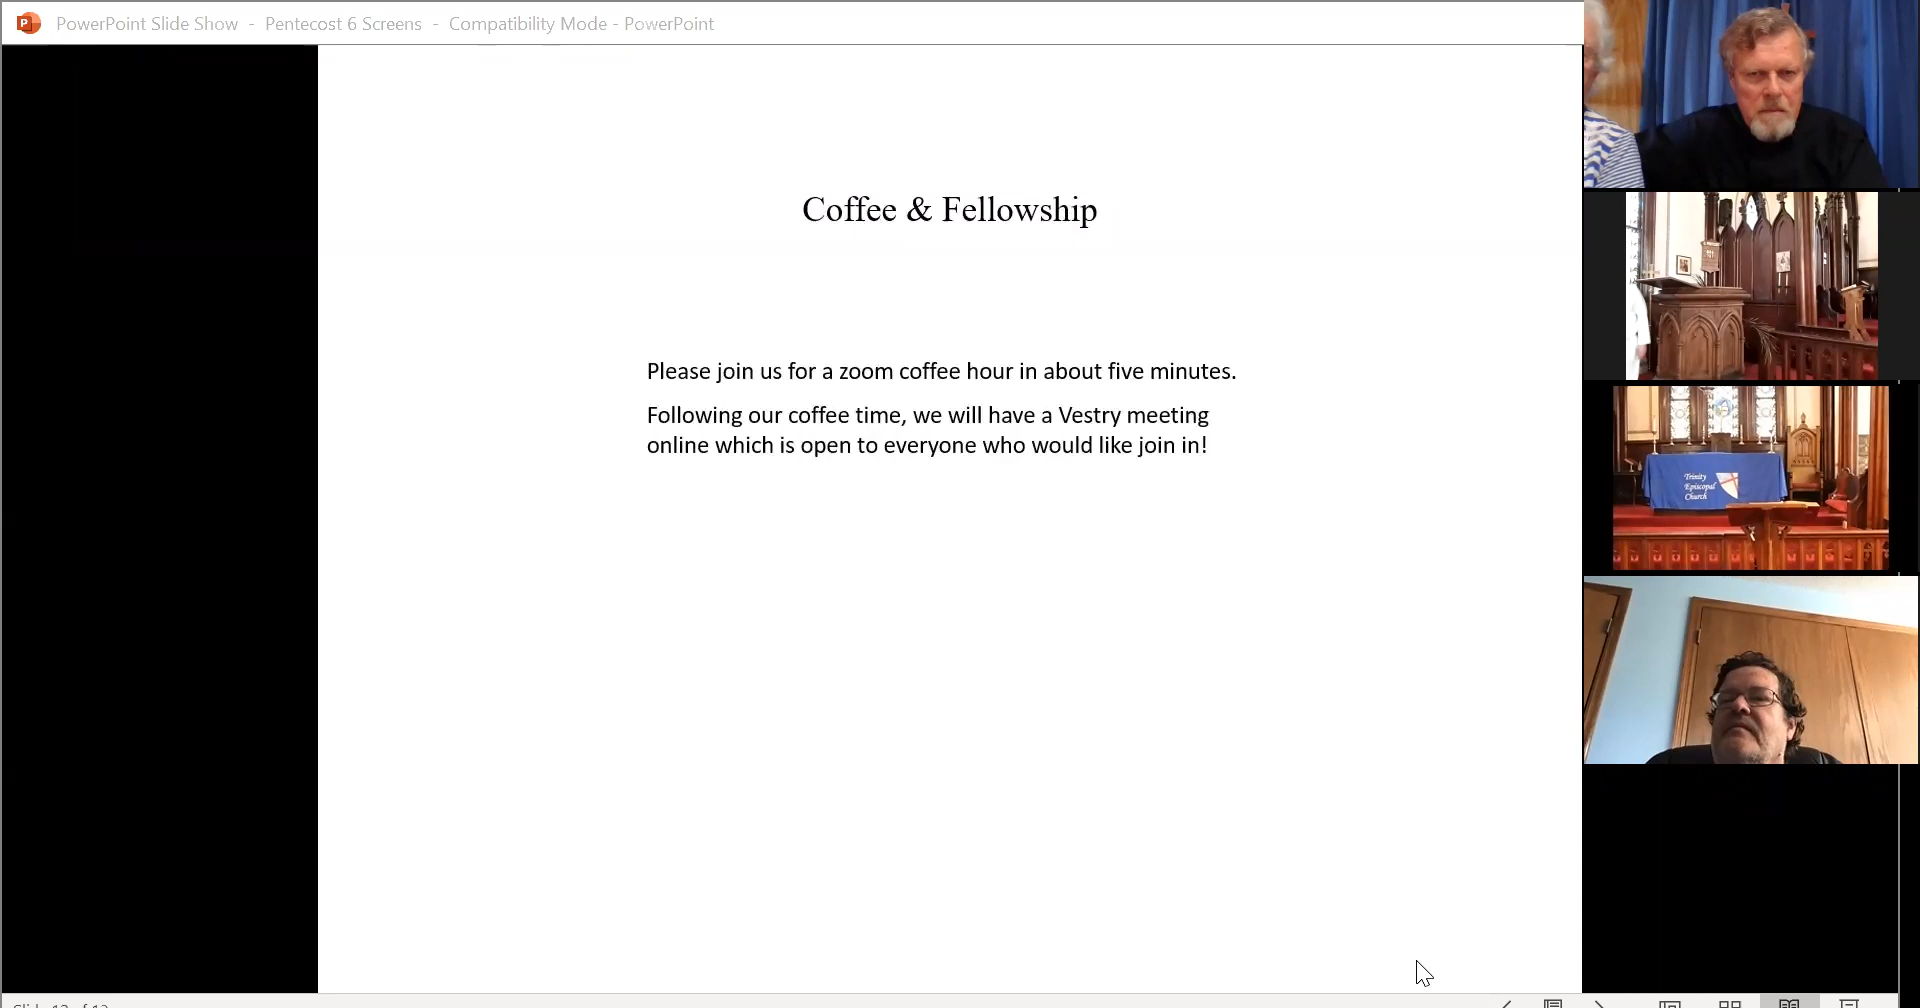 PowerPoint Slide Show - Pentecost 6 Screens - Compatibility Mode - PowerPoint
Coffee & Fellowship
Please join us for a zoom coffee hour in about five minutes.
Following our coffee time, we will have a Vestry meeting
online which is open to everyone who would like join in!
Trinity
Episcopal
Church